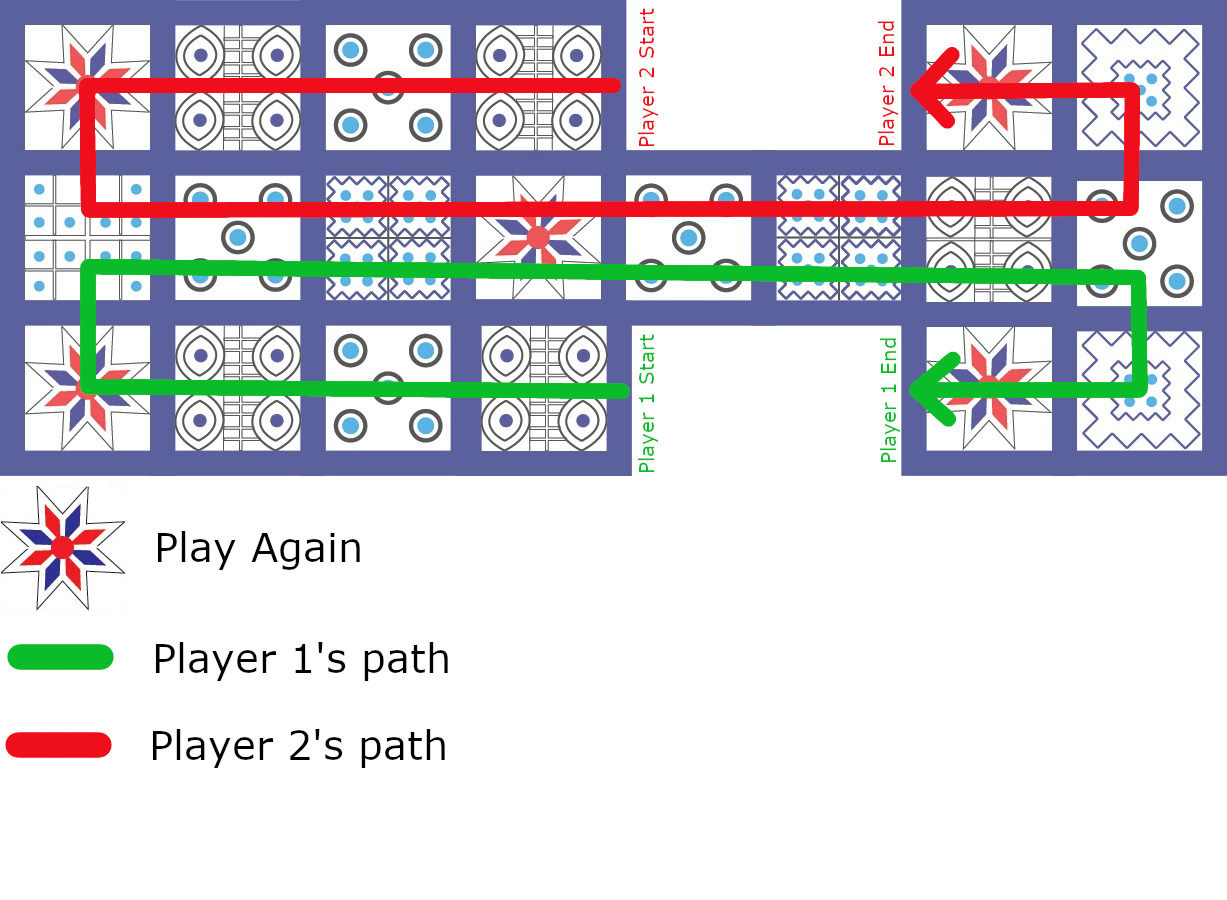 Player 2 Start
Player 2 End
Player 1 Start
Player 1 End
Play Again
Player 1's path
Player 2's path